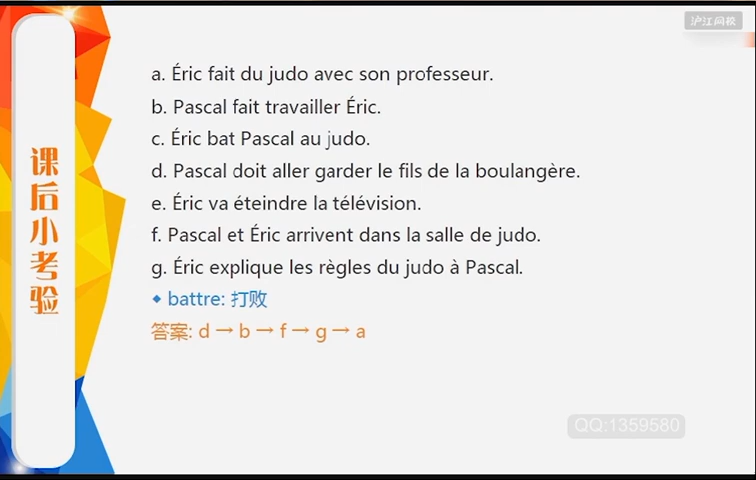 沪江网校
a. Éric fait du judo avec son professeur.
b. Pascal fait travailler Éric.
c. Éric bat Pascal au judo.
d. Pascal doit aller garder le fils de la boulangère.
e. Éric va éteindre la télévision.
f. Pascal et Éric arrivent dans la salle de judo.
g. Éric explique les règles du judo à Pascal.
◆ battre: 打败
答案: d → b → f → g → a
课后小考验
QQ:1359580